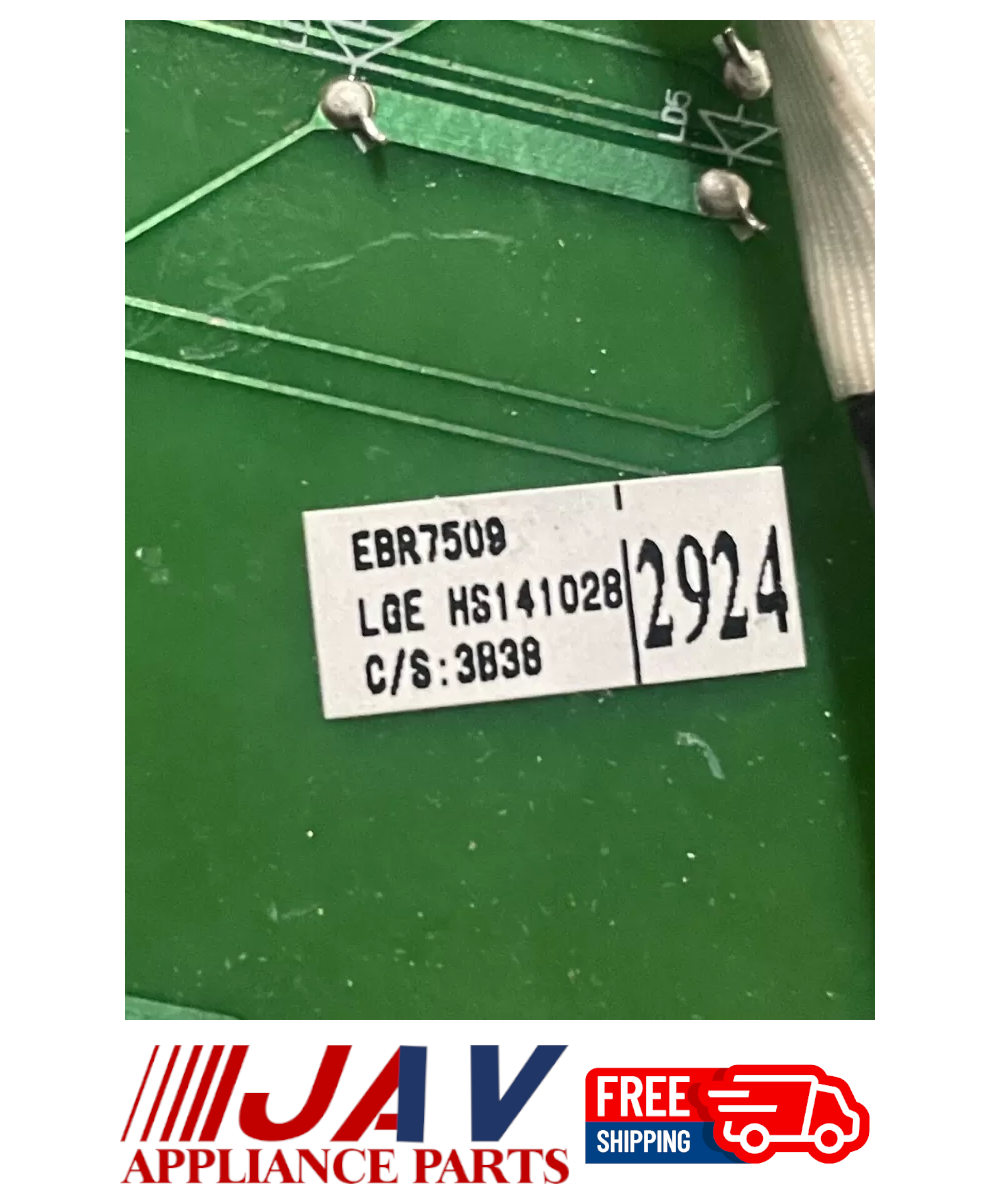 LD5
EBR7509
LGE HS141028
C/S:3B38
2924
JAV
APPLIANCE PARTS
FREE
SHIPPING